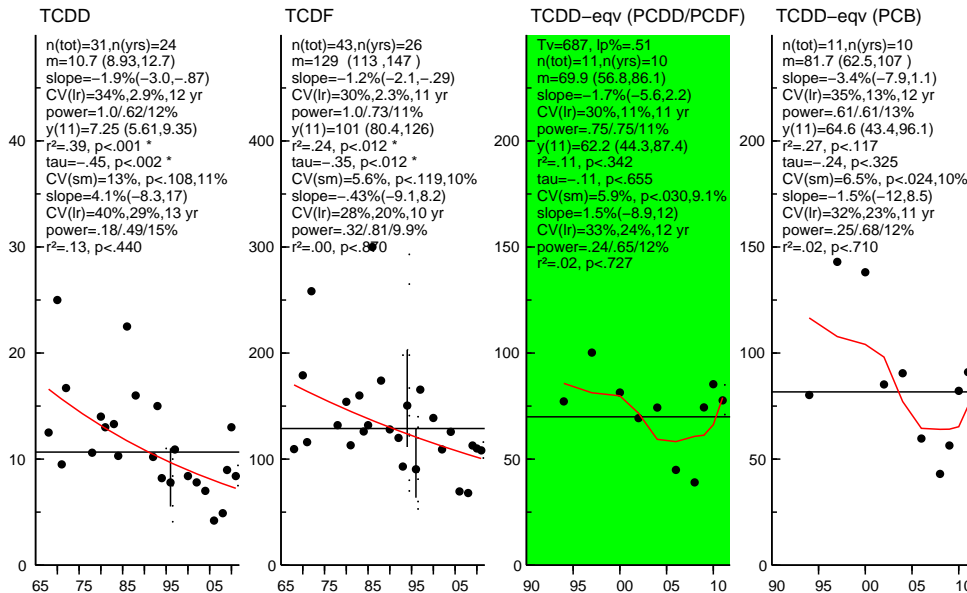 TCDD
n(tot)=31,n(yrs)=24
m=10.7 (8.93,12.7)
slope=−1.9%(−3.0,−.87)
CV(lr)=34%,2.9%,12 yr
power=1.0/.62/12%
y(11)=7.25 (5.61,9.35)
r²=.39, p<.001 *
tau=−.45, p<.002 *
CV(sm)=13%, p<.108,11%
slope=4.1%(−8.3,17)
CV(lr)=40%,29%,13 yr
power=.18/.49/15%
r²=.13, p<.440
40
30
20
10
0
65 75 85 95 05
TCDF
n(tot)=43,n(yrs)=26
m=129 (113 ,147 )
slope=−1.2%(−2.1,−.29)
CV(lr)=30%,2.3%,11 yr
power=1.0/.73/11%
y(11)=101 (80.4,126)
r²=.24, p<.012 *
tau=−.35, p<.012 *
CV(sm)=5.6%, p<.119,10%
slope=−.43%(−9.1,8.2)
CV(lr)=28%,20%,10 yr
power=.32/.81/9.9%
r²=.00, p<.870
400
300
200
100
0
65 75 85 95 05
TCDD−eqv (PCDD/PCDF)
Tv=687, lp%=.51
n(tot)=11,n(yrs)=10
m=69.9 (56.8,86.1)
slope=−1.7%(−5.6,2.2)
CV(lr)=30%,11%,11 yr
power=.75/.75/11%
y(11)=62.2 (44.3,87.4)
r²=.11, p<.342
tau=−.11, p<.655
CV(sm)=5.9%, p<.030,9.1%
slope=1.5%(−8.9,12)
CV(lr)=33%,24%,12 yr
power=.24/.65/12%
r²=.02, p<.727
200
150
100
50
0
90 95 00 05 10
TCDD−eqv (PCB)
n(tot)=11,n(yrs)=10
m=81.7 (62.5,107 )
slope=−3.4%(−7.9,1.1)
CV(lr)=35%,13%,12 yr
power=.61/.61/13%
y(11)=64.6 (43.4,96.1)
r²=.27, p<.117
tau=−.24, p<.325
CV(sm)=6.5%, p<.024,10%
slope=−1.5%(−12,8.5)
CV(lr)=32%,23%,11 yr
power=.25/.68/12%
r²=.02, p<.710
200
150
100
50
0
90 95 00 05 10